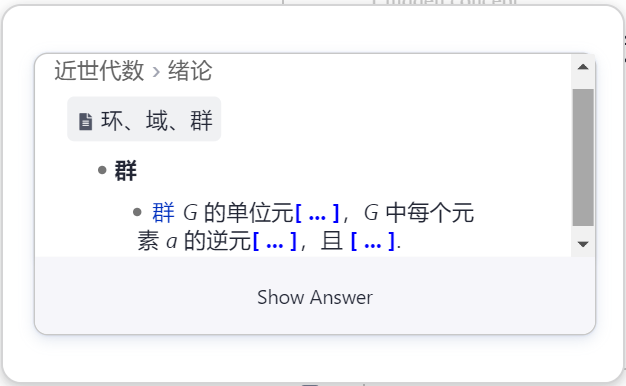 近世代数 › 绪论
环、域、群
群
群 G 的单位元[ ... ]，G 中每个元
素 a 的逆元[ ... ]，且 [ ... ].
Show Answer